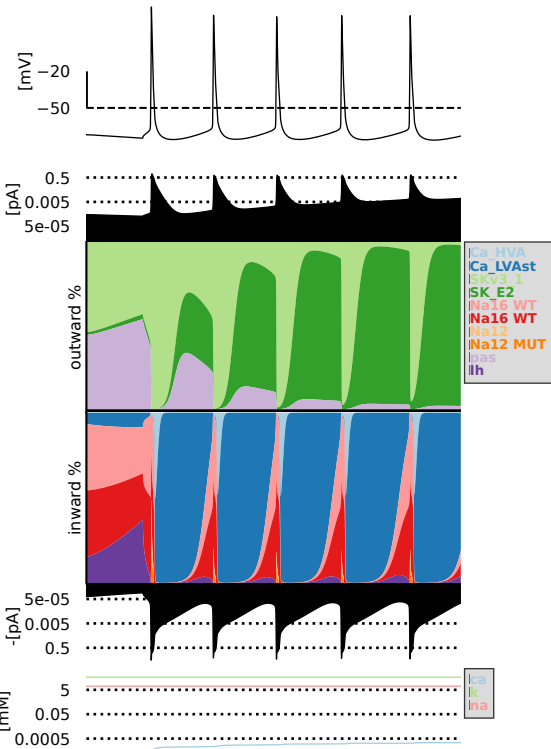 [mV]
−20
−50
[pA]
0.5
0.005
5e-05
outward %
Ca_HVA
Ca_LVAst
SKv3_1
SK_E2
Na16 WT
Na16 WT
Na12
Na12 MUT
pas
Ih
inward %
-[pA]
5e-05
0.005
0.5
[mM]
5
0.05
0.0005
ca
k
na